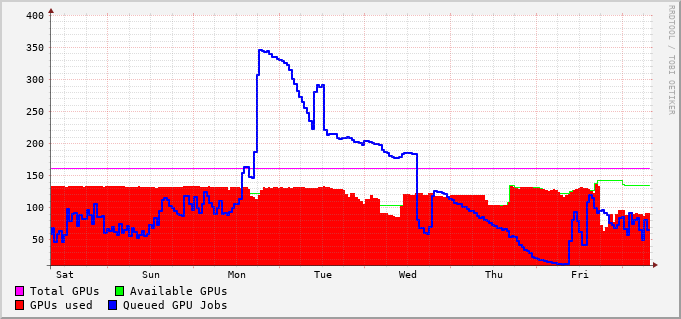 400
350
300
250
200
150
100
50
Sat Sun Mon Tue Wed Thu Fri
Total GPUs Available GPUs
GPUs used Queued GPU Jobs
RRDTOOL / TOBI OETIKER